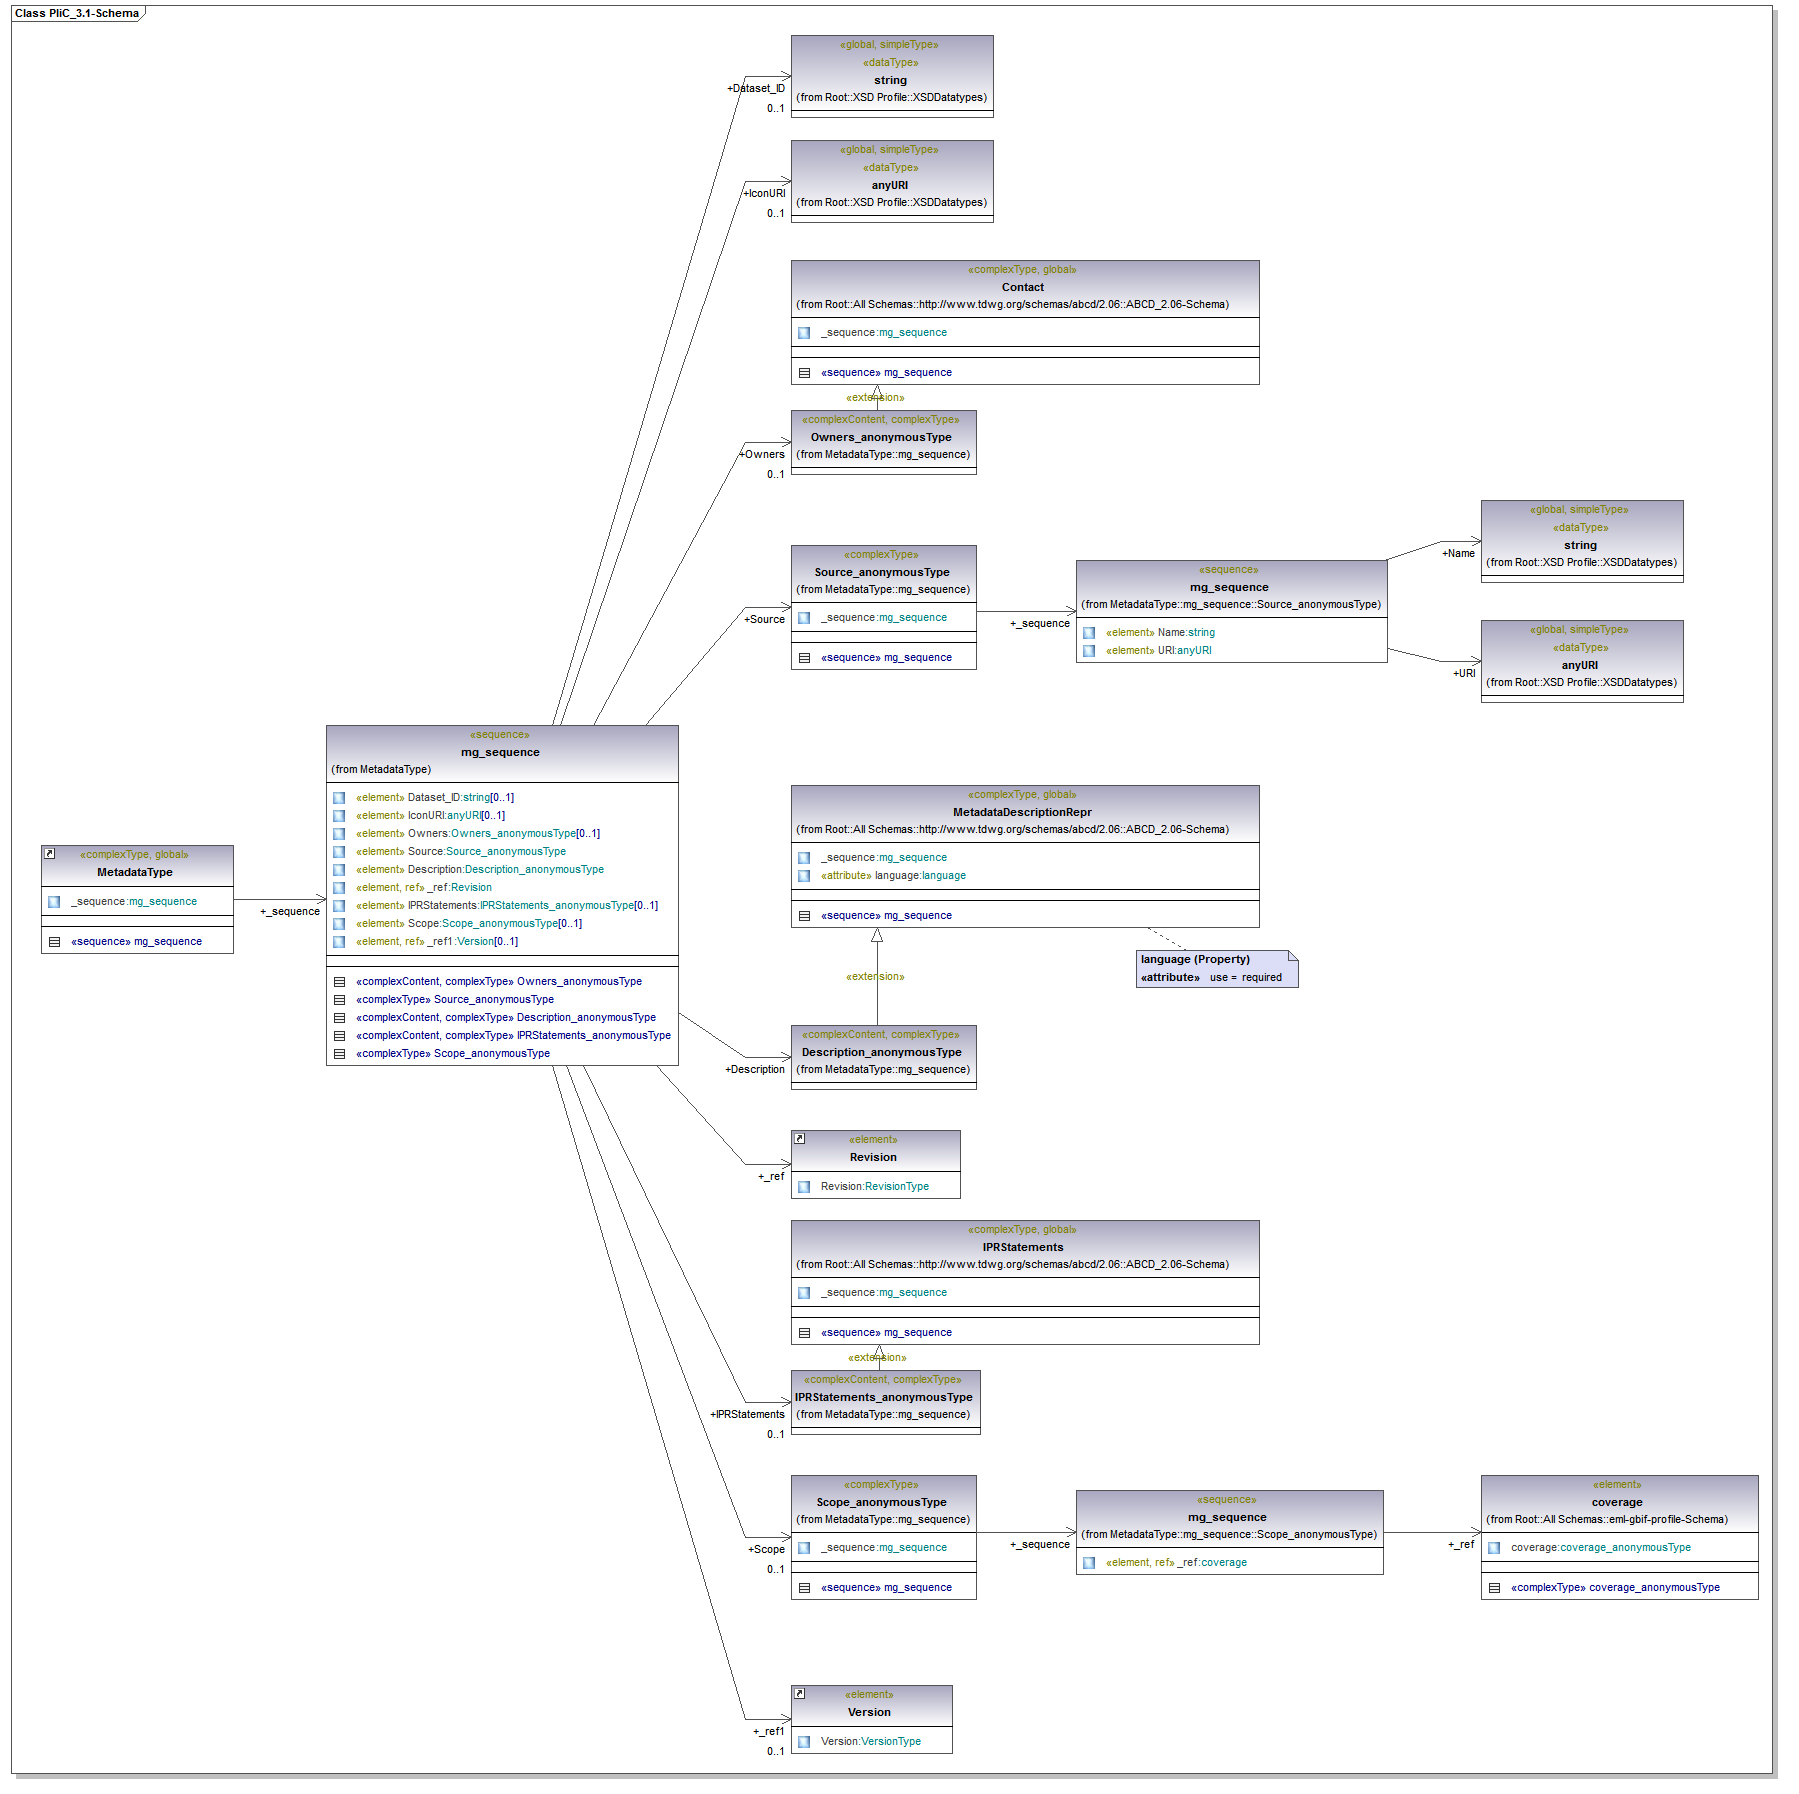 Class PliC_3.1-Schema
«global, simpleType»
«dataType»
string
(from Root::XSD Profile::XSDDatatypes)
+Dataset_ID
0..1
«global, simpleType»
«dataType»
anyURI
(from Root::XSD Profile::XSDDatatypes)
+IconURI
0..1
«complexType, global»
Contact
(from Root::All Schemas::http://www.tdwg.org/schemas/abcd/2.06::ABCD_2.06-Schema)
_sequence:mg_sequence
«sequence» mg_sequence
«extension»
«complexContent, complexType»
Owners_anonymousType
(from MetadataType::mg_sequence)
+Owners
0..1
«complexType»
Source_anonymousType
(from MetadataType::mg_sequence)
_sequence:mg_sequence
«sequence» mg_sequence
+Source
+_sequence
«sequence»
mg_sequence
(from MetadataType::mg_sequence::Source_anonymousType)
«element» Name:string
«element» URI:anyURI
+Name
«global, simpleType»
«dataType»
string
(from Root::XSD Profile::XSDDatatypes)
+URI
«global, simpleType»
«dataType»
anyURI
(from Root::XSD Profile::XSDDatatypes)
«complexType, global»
MetadataType
_sequence:mg_sequence
«sequence» mg_sequence
+_sequence
«sequence»
mg_sequence
(from MetadataType)
«element» Dataset_ID:string[0..1]
«element» IconURI:anyURI[0..1]
«element» Owners:Owners_anonymousType[0..1]
«element» Source:Source_anonymousType
«element» Description:Description_anonymousType
«element, ref» _ref:Revision
«element» IPRStatements:IPRStatements_anonymousType[0..1]
«element» Scope:Scope_anonymousType[0..1]
«element, ref» _ref1:Version[0..1]
«complexContent, complexType» Owners_anonymousType
«complexType» Source_anonymousType
«complexContent, complexType» Description_anonymousType
«complexContent, complexType» IPRStatements_anonymousType
«complexType» Scope_anonymousType
«complexType, global»
MetadataDescriptionRepr
(from Root::All Schemas::http://www.tdwg.org/schemas/abcd/2.06::ABCD_2.06-Schema)
_sequence:mg_sequence
«attribute» language:language
«sequence» mg_sequence
language (Property)
«attribute» use = required
«extension»
«complexContent, complexType»
Description_anonymousType
(from MetadataType::mg_sequence)
+Description
«element»
Revision
Revision:RevisionType
+_ref
«complexType, global»
IPRStatements
(from Root::All Schemas::http://www.tdwg.org/schemas/abcd/2.06::ABCD_2.06-Schema)
_sequence:mg_sequence
«sequence» mg_sequence
«extension»
«complexContent, complexType»
IPRStatements_anonymousType
(from MetadataType::mg_sequence)
+IPRStatements
0..1
«complexType»
Scope_anonymousType
(from MetadataType::mg_sequence)
_sequence:mg_sequence
«sequence» mg_sequence
+Scope
0..1
+_sequence
«sequence»
mg_sequence
(from MetadataType::mg_sequence::Scope_anonymousType)
«element, ref» _ref:coverage
+_ref
«element»
coverage
(from Root::All Schemas::eml-gbif-profile-Schema)
coverage:coverage_anonymousType
«complexType» coverage_anonymousType
«element»
Version
Version:VersionType
+_ref1
0..1